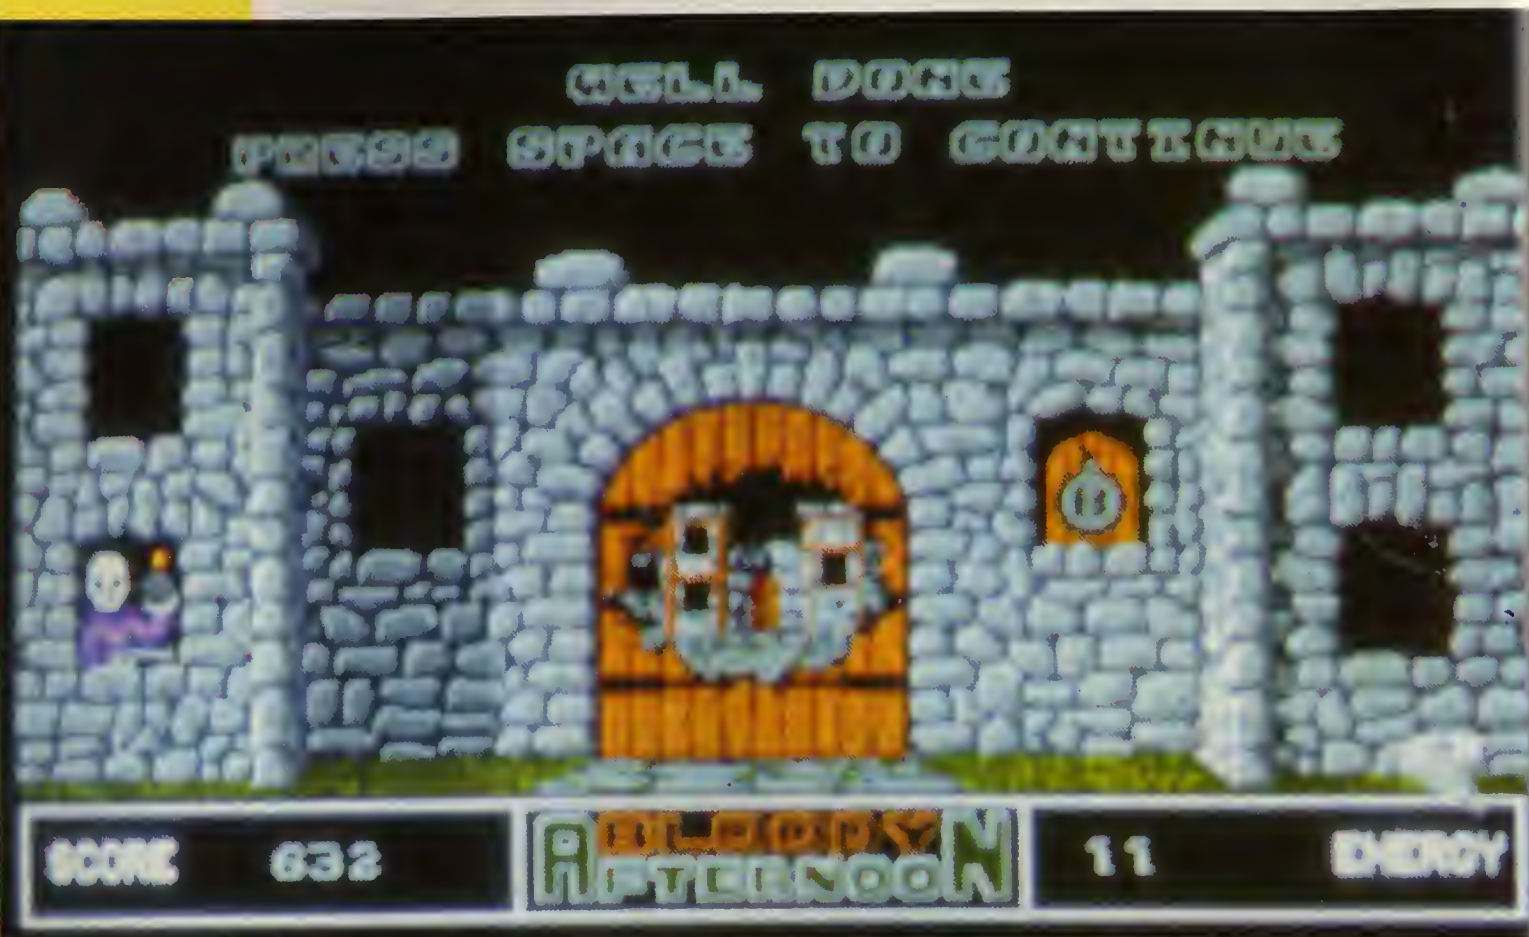 WELL DONE
PRESS SPACE TO CONTINUE
B
SCORE 632
A BLOODY AFTERNOON
11 ENERGY